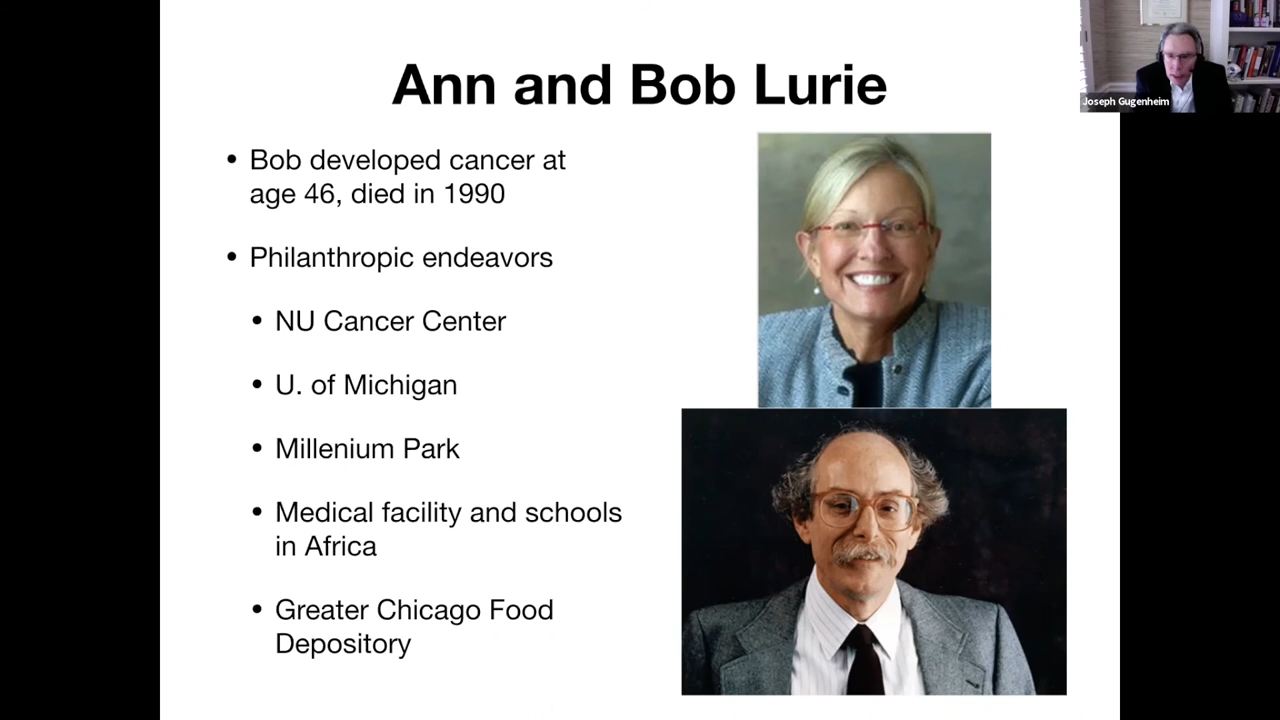 Ann and Bob Lurie
• Bob developed cancer at
age 46, died in 1990
• Philanthropic endeavors
• NU Cancer Center
• U. of Michigan
• Millenium Park
• Medical facility and schools
in Africa
• Greater Chicago Food
Depository
Joseph Gugenheim